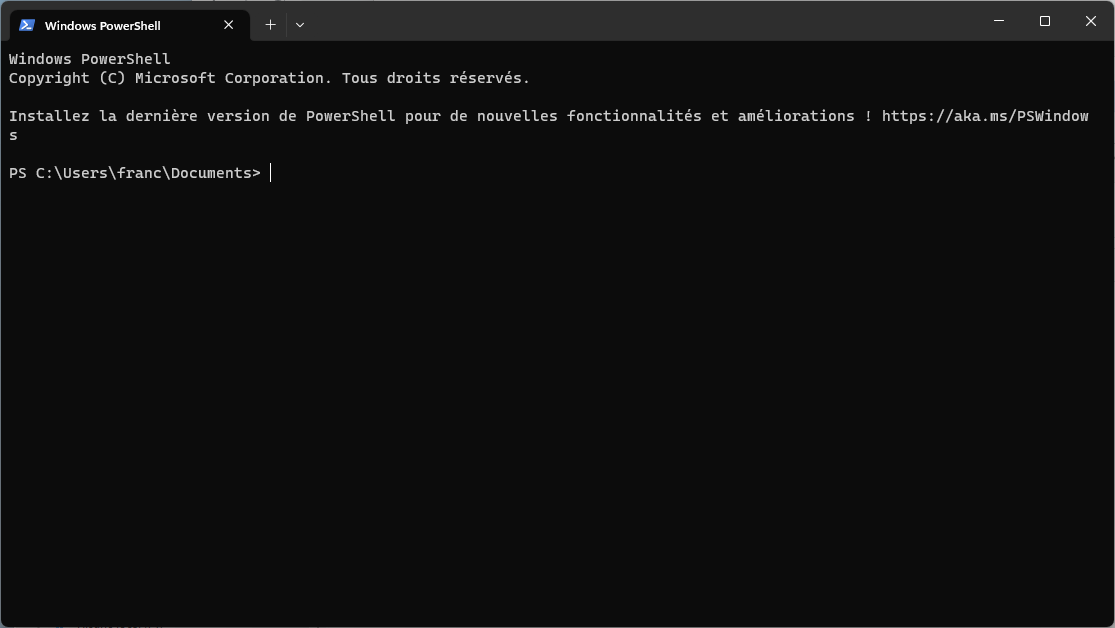 Windows PowerShell
Windows PowerShell
Copyright (C) Microsoft Corporation. Tous droits réservés.
Installez la dernière version de PowerShell pour de nouvelles fonctionnalités et améliorations ! https://aka.ms/PSWindow
s
PS C:\Users\franc\Documents>